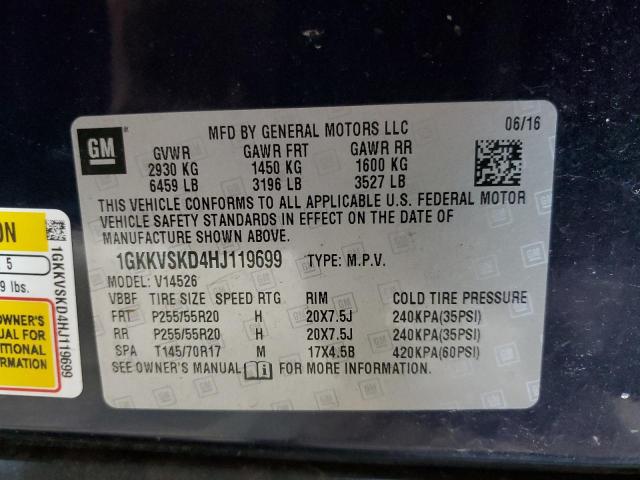 GM
MFD BY GENERAL MOTORS LLC
06/16
GVWR GAWR FRT GAWR RR
2930 KG 1450 KG 1600 KG
6459 LB 3196 LB 3527 LB
THIS VEHICLE CONFORMS TO ALL APPLICABLE U.S. FEDERAL MOTOR
VEHICLE SAFETY STANDARDS IN EFFECT ON THE DATE OF
MANUFACTURE SHOWN ABOVE.
1GKKVSKD4HJ119699 TYPE: M.P.V.
MODEL: V14526
VBBF TIRE SIZE SPEED RTG RIM COLD TIRE PRESSURE
FRT P255/55R20 H 20X7.5J 240KPA(35PSI)
RR P255/55R20 H 20X7.5J 240KPA(35PSI)
SPA T145/70R17 M 17X4.5B 420KPA(60PSI)
SEE OWNER'S MANUAL FOR MORE INFORMATION.
ON
5
9 lbs.
OWNER'S
UAL FOR
ITIONAL
RMATION
1GKKVSKD4HJ119699